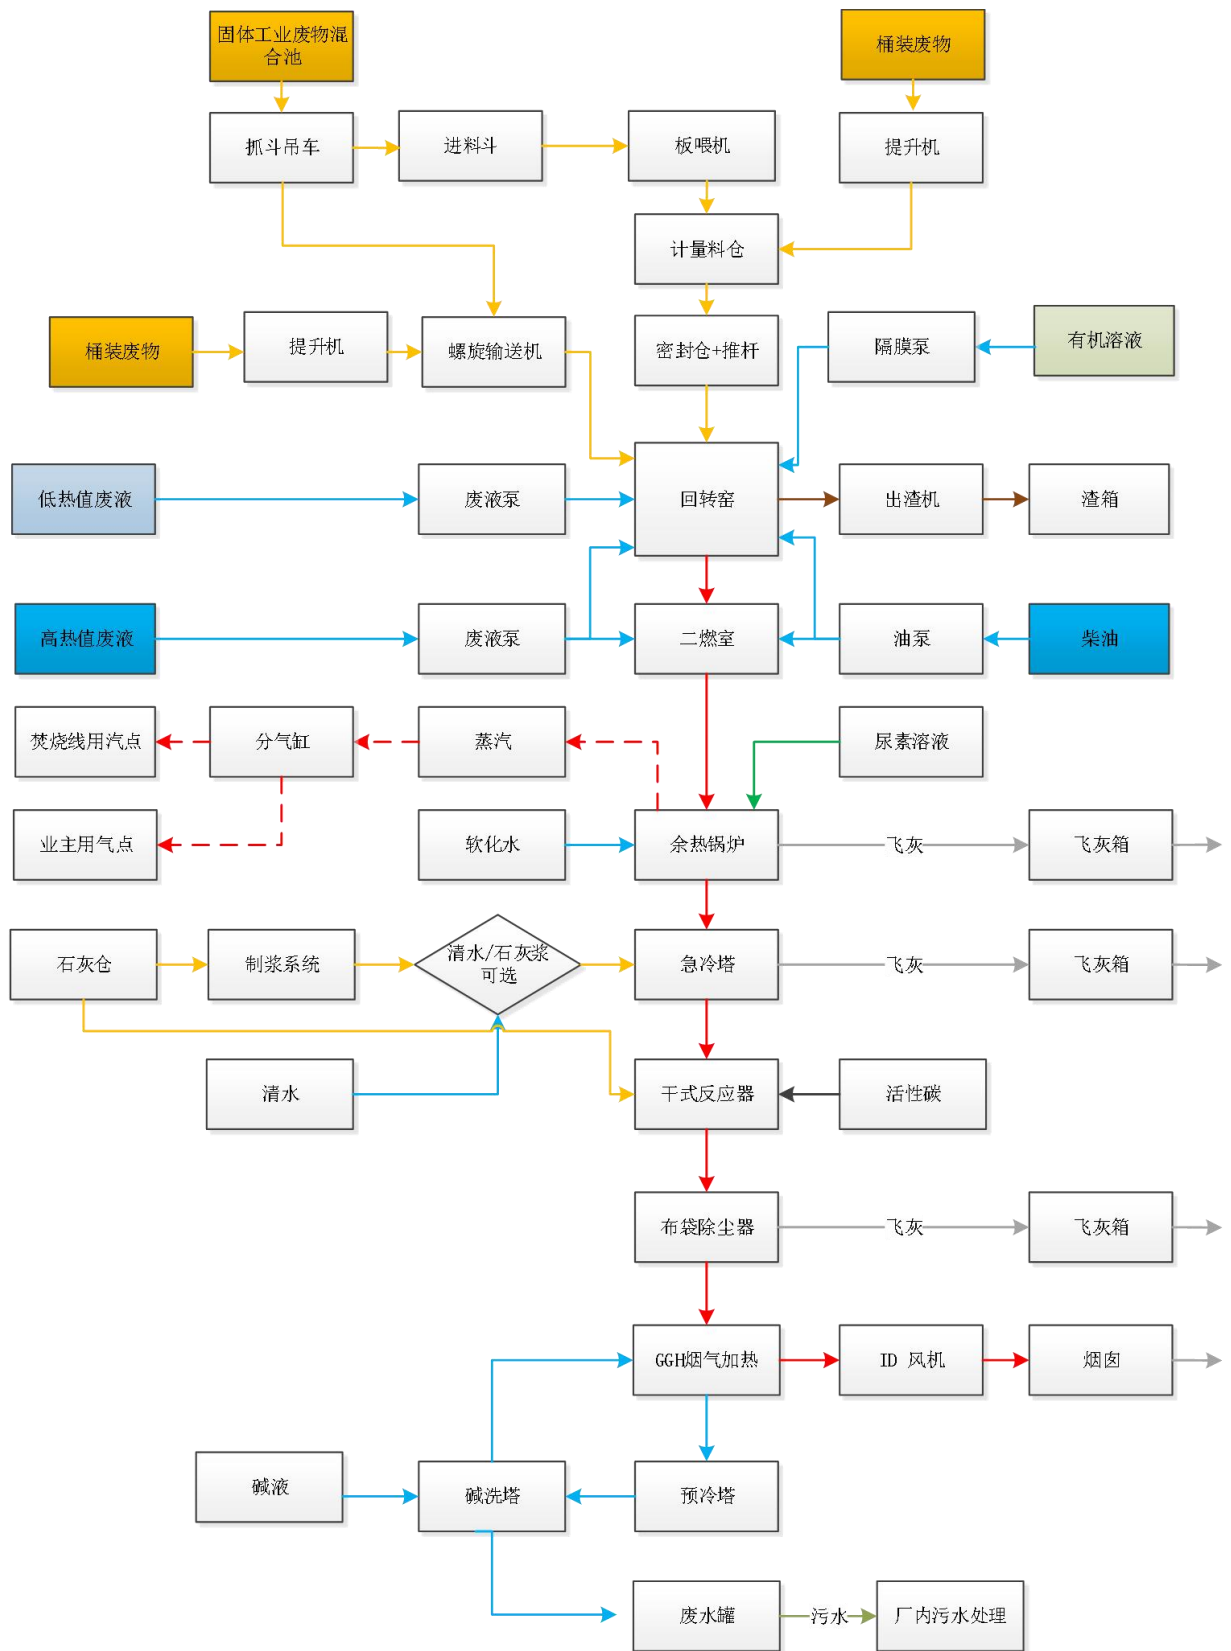 固体工业废物混
合池
桶装废物
抓斗吊车
进料斗
板喂机
提升机
计量料仓
桶装废物
提升机
螺旋输送机
密封仓+推杆
隔膜泵
有机溶液
低热值废液
废液泵
回转窑
出渣机
渣箱
高热值废液
废液泵
二燃室
油泵
柴油
焚烧线用汽点
分气缸
蒸汽
尿素溶液
业主用气点
软化水
余热锅炉
飞灰
飞灰箱
石灰仓
制浆系统
清水/石灰浆
可选
急冷塔
飞灰
飞灰箱
清水
干式反应器
活性碳
布袋除尘器
飞灰
飞灰箱
GGH烟气加热
ID 风机
烟囱
碱液
碱洗塔
预冷塔
废水罐
污水
厂内污水处理